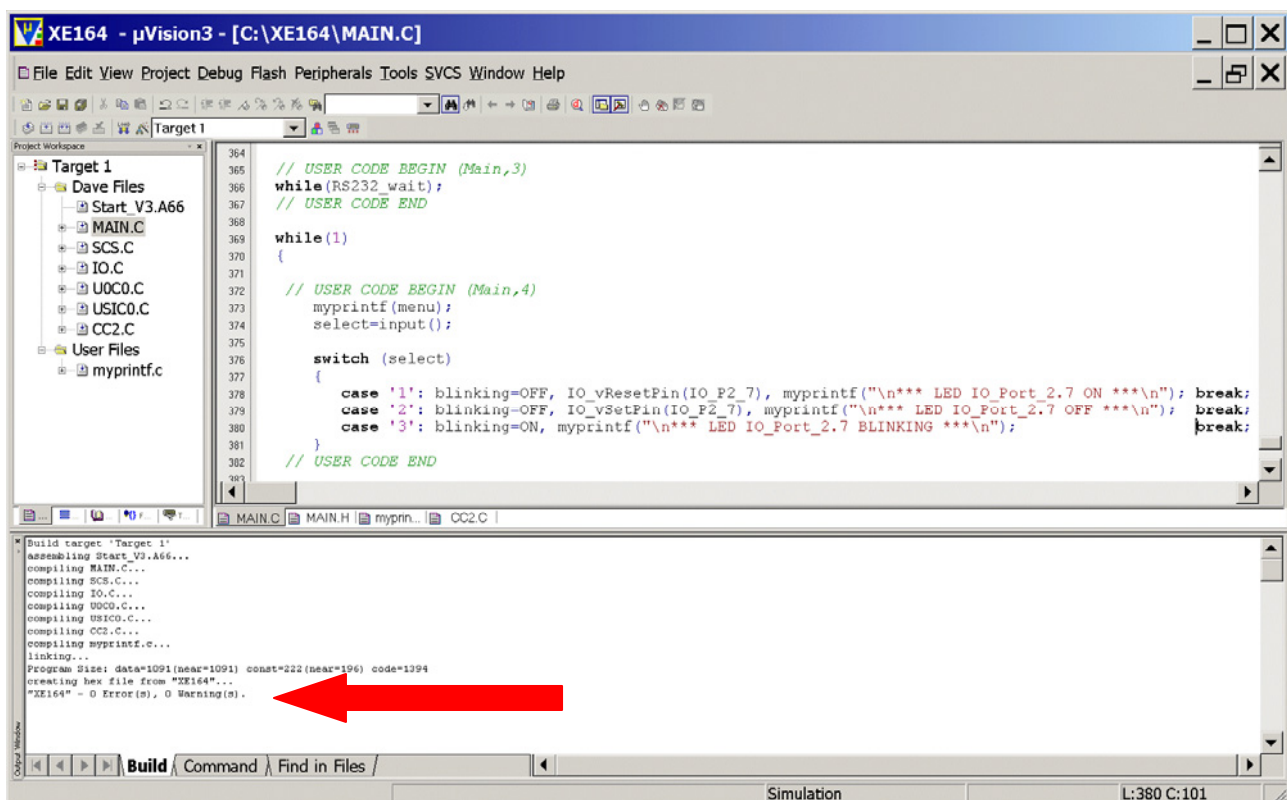 XE164 - µVision3 - [C:\XE164\MAIN.C]
File Edit View Project Debug Flash Peripherals Tools SVCS Window Help
Target 1
Project Workspace
Target 1
Dave Files
Start_V3.A66
MAIN.C
SCS.C
IO.C
U0C0.C
USIC0.C
CC2.C
User Files
myprintf.c
364
365 // USER CODE BEGIN (Main,3)
366 while(RS232_wait);
367 // USER CODE END
368
369 while(1)
370 {
371
372 // USER CODE BEGIN (Main,4)
373 myprintf(menu);
374 select=input();
375
376 switch (select)
377 {
378 case '1': blinking=OFF, IO_vResetPin(IO_P2_7), myprintf("\n*** LED IO_Port_2.7 ON ***\n"); break;
379 case '2': blinking=OFF, IO_vSetPin(IO_P2_7), myprintf("\n*** LED IO_Port_2.7 OFF ***\n"); break;
380 case '3': blinking=ON, myprintf("\n*** LED IO_Port_2.7 BLINKING ***\n"); break;
381 }
382 // USER CODE END
383
MAIN.C MAIN.H myprin... CC2.C
Build target 'Target 1'
assembling Start_V3.A66...
compiling MAIN.C...
compiling SCS.C...
compiling IO.C...
compiling U0C0.C...
compiling USIC0.C...
compiling CC2.C...
compiling myprintf.c...
linking...
Program Size: data=1091(near=1091) const=222(near=196) code=1394
creating hex file from "XE164"...
"XE164" - 0 Error(s), 0 Warning(s).
Output Window
Build Command Find in Files
Simulation L:380 C:101